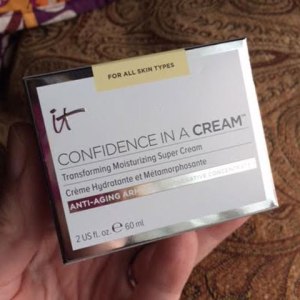 FOR ALL SKIN TYPES
it
CONFIDENCE IN A CREAM™
Transforming Moisturizing Super Cream
Crème Hydratante et Métamorphosante
ANTI-AGING
CONCENTRATE
2 US fl. oz ℮ 60 ml